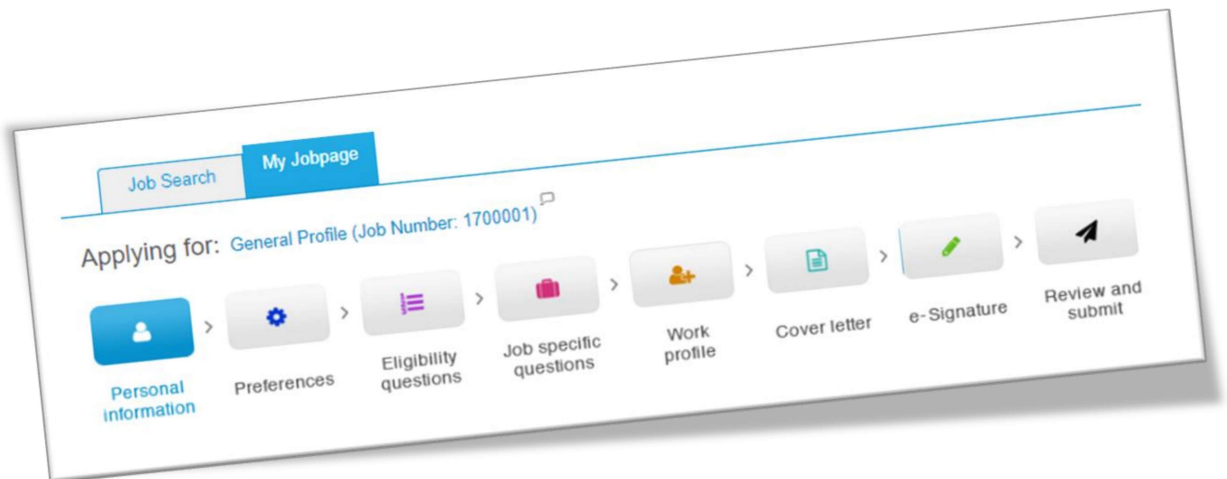 Job Search
My Jobpage
Applying for: General Profile (Job Number: 1700001)
Personal
information
Preferences
Eligibility
questions
Job specific
questions
Work
profile
Cover letter
e-Signature
Review and
submit